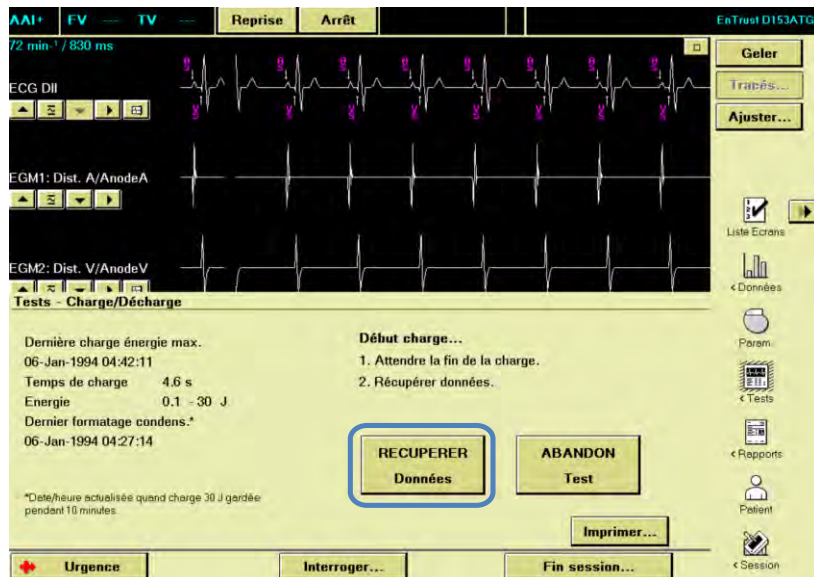 AAI+ FV --- TV --- Reprise Arrêt EnTrust D153ATG
72 min-¹ / 830 ms
Geler
Tracés...
Ajuster...
ECG DII
EGM1: Dist. A/AnodeA
EGM2: Dist. V/AnodeV
Liste Ecrans
< Données
Param.
< Tests
< Rapports
Patient
< Session
Tests - Charge/Décharge
Dernière charge énergie max.
06-Jan-1994 04:42:11
Temps de charge 4.6 s
Energie 0.1 - 30 J
Dernier formatage condens.*
06-Jan-1994 04:27:14
*Date/heure actualisée quand charge 30 J gardée
pendant 10 minutes.
Début charge...
1. Attendre la fin de la charge.
2. Récupérer données.
RECUPERER
Données
ABANDON
Test
Imprimer...
Urgence Interroger... Fin session...